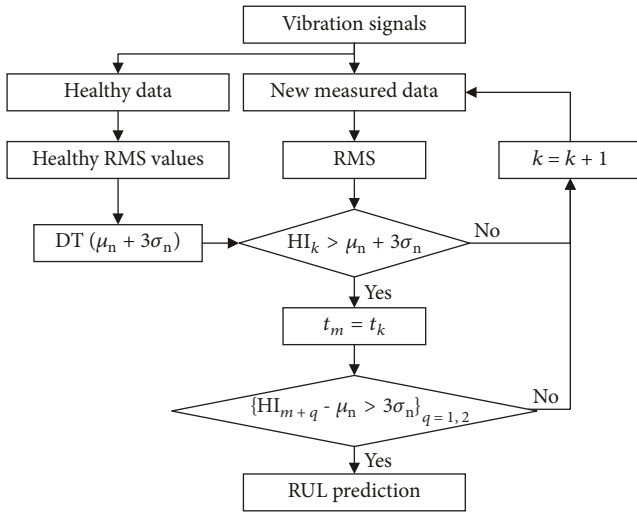 Vibration signals
Healthy data
New measured data
Healthy RMS values
RMS
k = k + 1
DT (μn + 3σn)
HIk > μn + 3σn
No
Yes
tm = tk
{HIm + q - μn > 3σn}q = 1, 2
No
Yes
RUL prediction